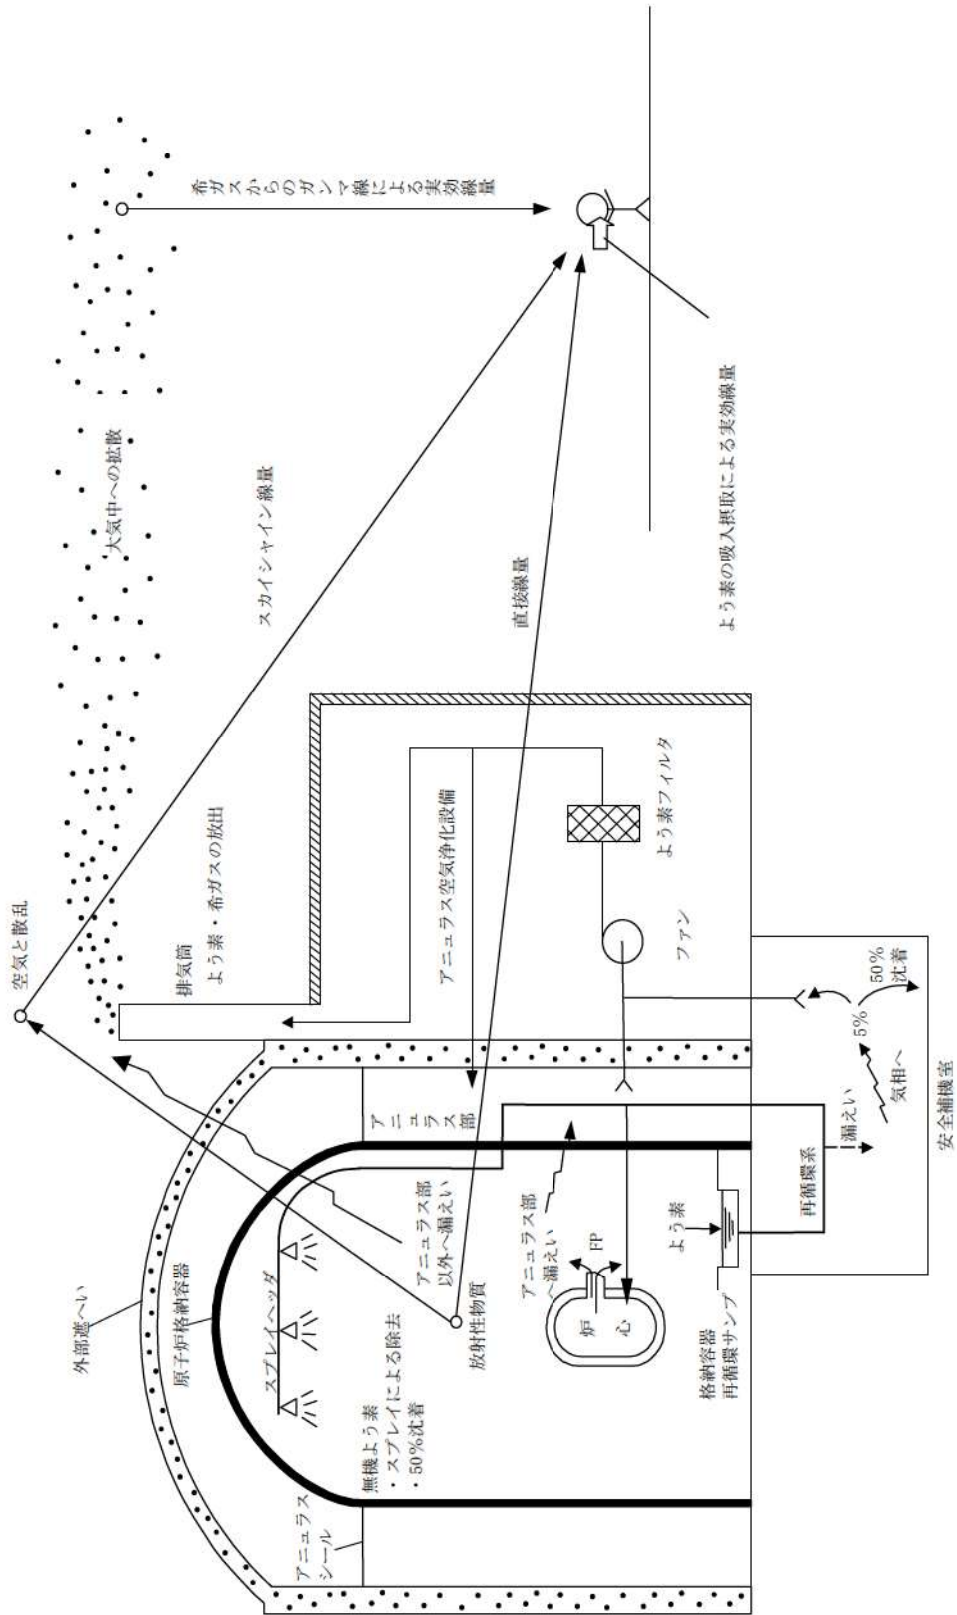 空気と散乱
大気中への拡散
希ガスからのガンマ線による実効線量
スカイシャイン線量
直接線量
よう素の吸入摂取による実効線量
排気筒
よう素・希ガスの放出
アニュラス空気浄化設備
よう素フィルタ
ファン
外部遮へい
原子炉格納容器
スプレイヘッダ
アニュラス
シール
無機よう素
・スプレイによる除去
・50%沈着
アニュラス部
以外へ漏えい
放射性物質
アニュラス部
アニュラス部
へ漏えい
FP
炉
心
よう素
格納容器
再循環サンプ
再循環系
漏えい
気相へ
5%
50%
沈着
安全補機室